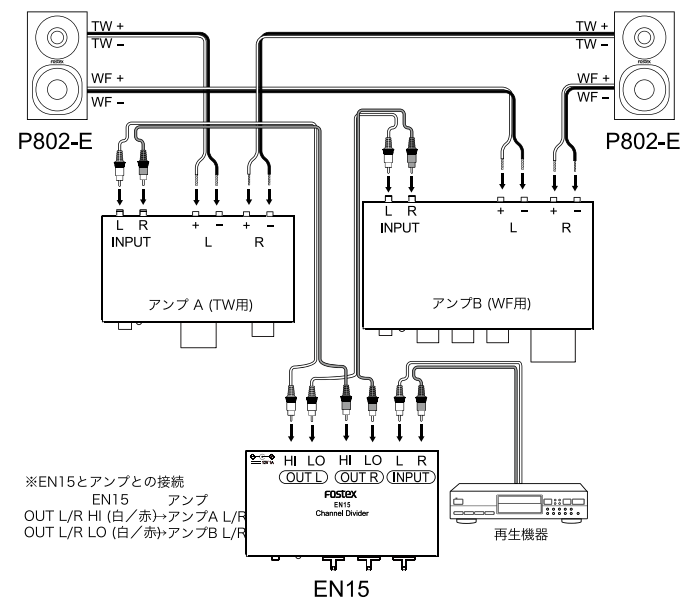 TW +
TW −
WF +
WF −
P802-E
TW +
TW −
WF +
WF −
P802-E
fostex
fostex
L R
INPUT
+ − + −
L R
アンプ A (TW用)
L R
INPUT
+ − + −
L R
アンプB (WF用)
HI LO HI LO L R
OUT L OUT R INPUT
FOSTEX
EN15
Channel Divider
EN15
再生機器
※EN15とアンプとの接続
EN15 アンプ
OUT L/R HI (白／赤)→アンプA L/R
OUT L/R LO (白／赤)→アンプB L/R